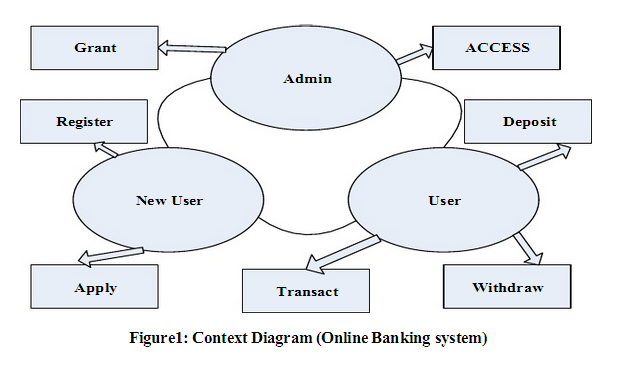 Grant
ACCESS
Admin
Register
Deposit
New User
User
Apply
Transact
Withdraw
Figure1: Context Diagram (Online Banking system)